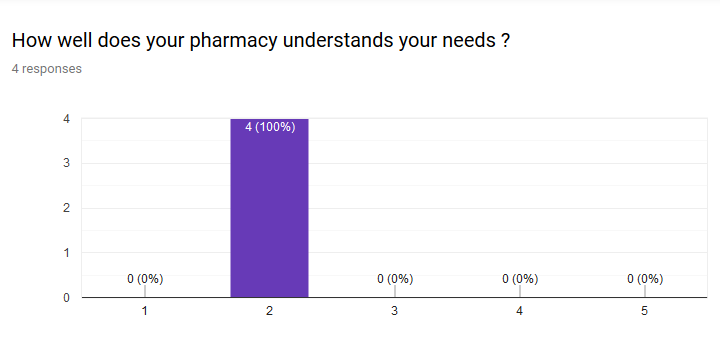 How well does your pharmacy understands your needs ?
4 responses
4
4 (100%)
3
2
1
0 (0%) 0 (0%) 0 (0%) 0 (0%)
0
1 2 3 4 5